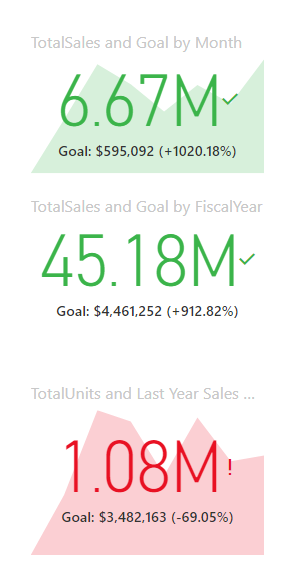 TotalSales and Goal by Month
6.67M✓
Goal: $595,092 (+1020.18%)
TotalSales and Goal by FiscalYear
45.18M✓
Goal: $4,461,252 (+912.82%)
TotalUnits and Last Year Sales ...
1.08M!
Goal: $3,482,163 (-69.05%)